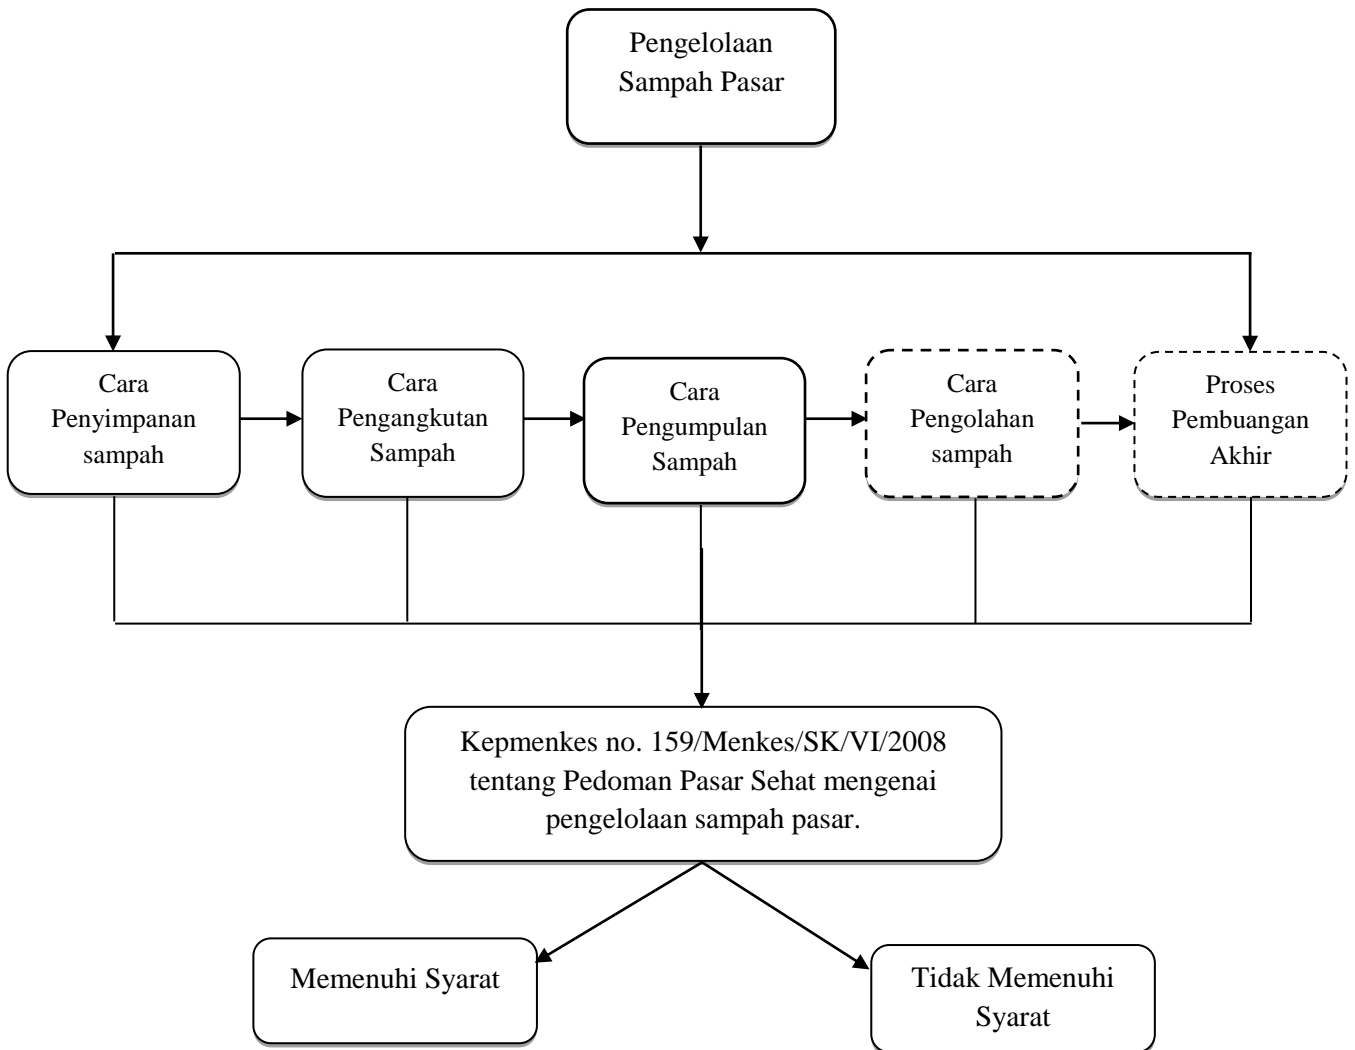 Pengelolaan
Sampah Pasar
Cara
Penyimpanan
sampah
Cara
Pengangkutan
Sampah
Cara
Pengumpulan
Sampah
Cara
Pengolahan
sampah
Proses
Pembuangan
Akhir
Kepmenkes no. 159/Menkes/SK/VI/2008
tentang Pedoman Pasar Sehat mengenai
pengelolaan sampah pasar.
Memenuhi Syarat
Tidak Memenuhi
Syarat